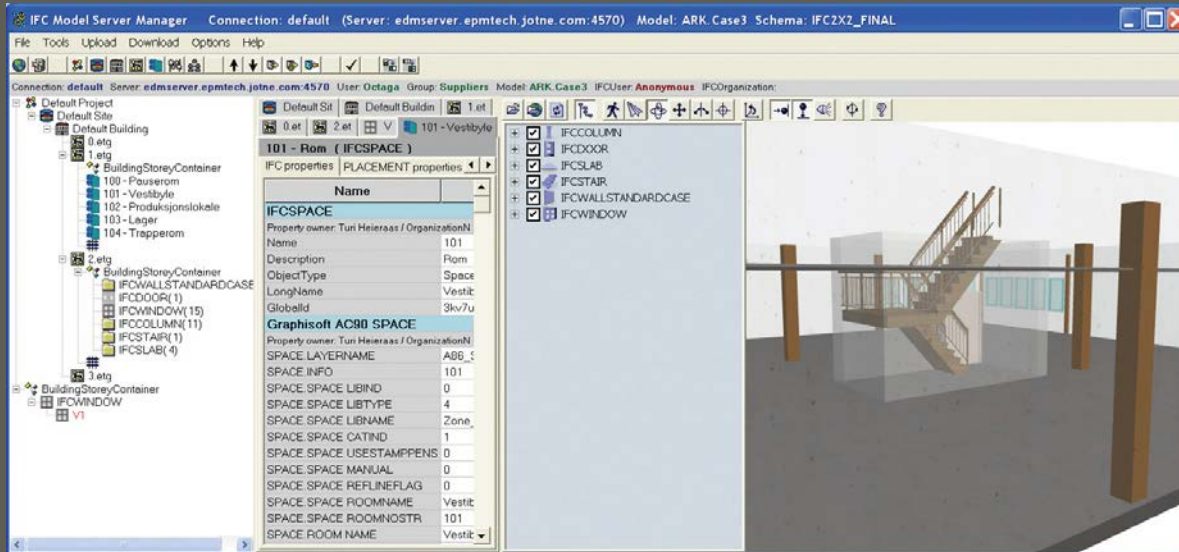 IFC Model Server Manager Connection: default (Server: edmserver.epmtech.jotne.com:4570) Model: ARK.Case3 Schema: IFC2X2_FINAL
File Tools Upload Download Options Help
Connection: default Server: edmserver.epmtech.jotne.com:4570 User: Octaga Group: Suppliers Model: ARK.Case3 IFCUser: Anonymous IFCOrganization:
Default Project
Default Site
Default Building
0.etg
1.etg
BuildingStoreyContainer
100 - Pauserom
101 - Vestibyle
102 - Produksjonslokale
103 - Lager
104 - Trapperom
2.etg
BuildingStoreyContainer
IFCWALLSTANDARDCASE
IFCDOOR(1)
IFCWINDOW(15)
IFCCOLUMN(11)
IFCSTAIR(1)
IFCSLAB(4)
3.etg
BuildingStoreyContainer
IFCWINDOW
V1
Default Sit Default Buildin 1.et
0.et 2.et V 101 - Vestibyle
101 - Rom ( IFCSPACE )
IFC properties PLACEMENT properties
Name
IFCSPACE
Property owner: Turi Heieraas / OrganizationN
Name 101
Description Rom
ObjectType Space
LongName Vestib
GlobalId 3kv7u
Graphisoft AC90 SPACE
Property owner: Turi Heieraas / OrganizationN
SPACE.LAYERNAME A86_S
SPACE.INFO 101
SPACE.SPACE LIBIND 0
SPACE.SPACE LIBTYPE 4
SPACE.SPACE LIBNAME Zone_
SPACE.SPACE CATIND 1
SPACE.SPACE USESTAMPPENS 0
SPACE.SPACE MANUAL 0
SPACE.SPACE REFLINEFLAG 0
SPACE.SPACE ROOMNAME Vestib
SPACE.SPACE ROOMNOSTR 101
SPACE.ROOM NAME Vestib
IFCCOLUMN
IFCDOOR
IFCSLAB
IFCSTAIR
IFCWALLSTANDARDCASE
IFCWINDOW